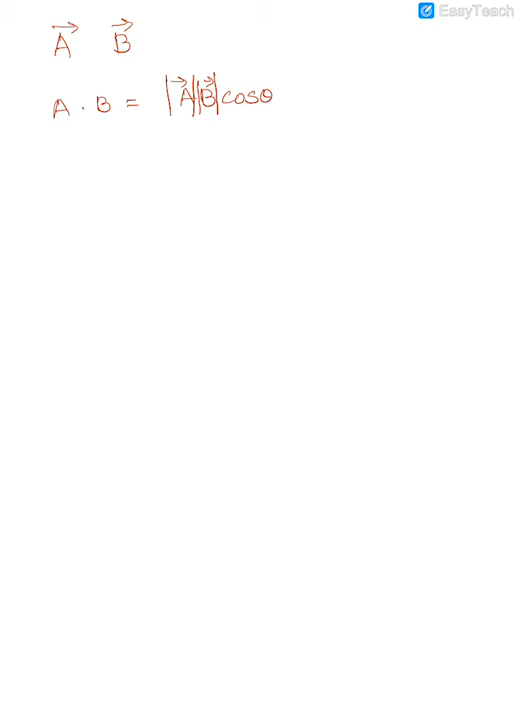 EasyTeach
A⃗ B⃗
A · B = |A⃗||B⃗| cosθ